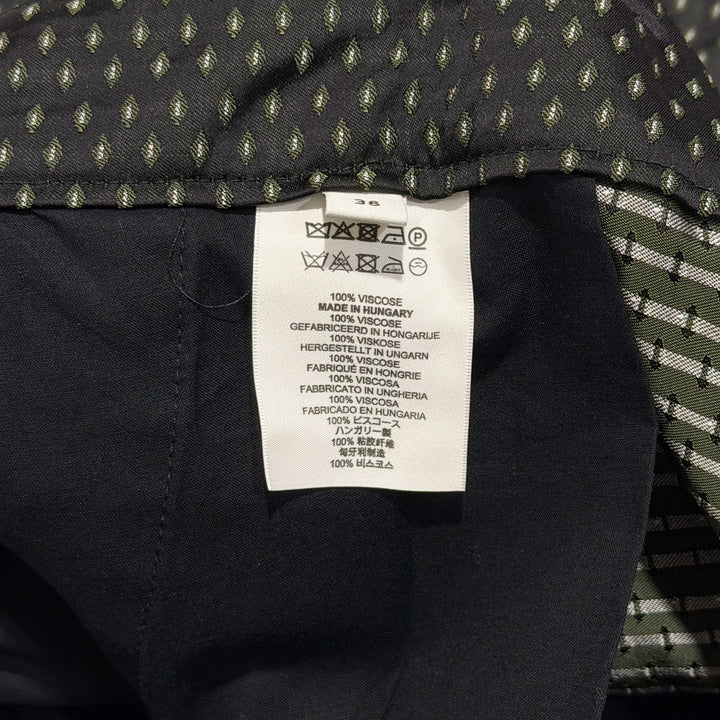 36
P
100% VISCOSE
MADE IN HUNGARY
100% VISCOSE
GEFABRICEERD IN HONGARIJE
100% VISKOSE
HERGESTELLT IN UNGARN
100% VISCOSE
FABRIQUÉ EN HONGRIE
100% VISCOSA
FABBRICATO IN UNGHERIA
100% VISCOSA
FABRICADO EN HUNGARIA
100% ビスコース
ハンガリー製
100% 粘胶纤维
匈牙利制造
100% 비스코스